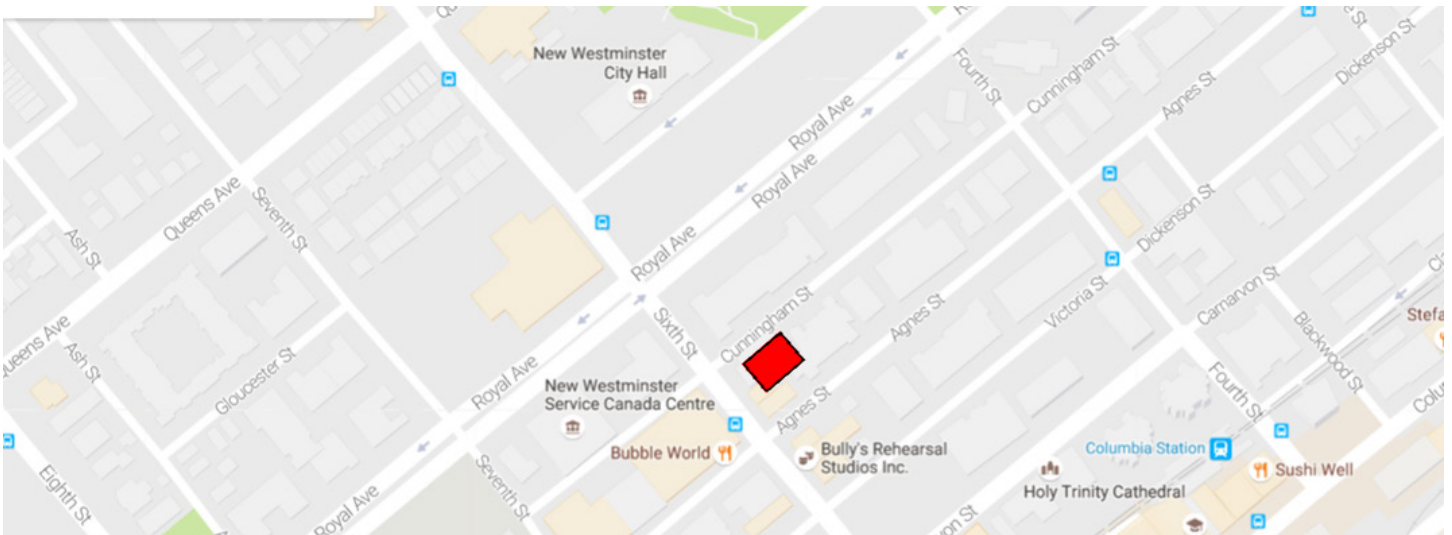 New Westminster
City Hall
Queens Ave
Seventh St
Ash St
Queens Ave
Ash St
Gloucester St
Eighth St
Royal Ave
Royal Ave
Royal Ave
Royal Ave
Royal Ave
Seventh St
Sixth St
Fourth St
Cunningham St
Agnes St
Dickenson St
Dickenson St
Cunningham St
Agnes St
Victoria St
Carnarvon St
Blackwood St
Fourth St
Agnes St
New Westminster
Service Canada Centre
Bubble World
Bully's Rehearsal
Studios Inc.
Columbia Station
Holy Trinity Cathedral
Sushi Well